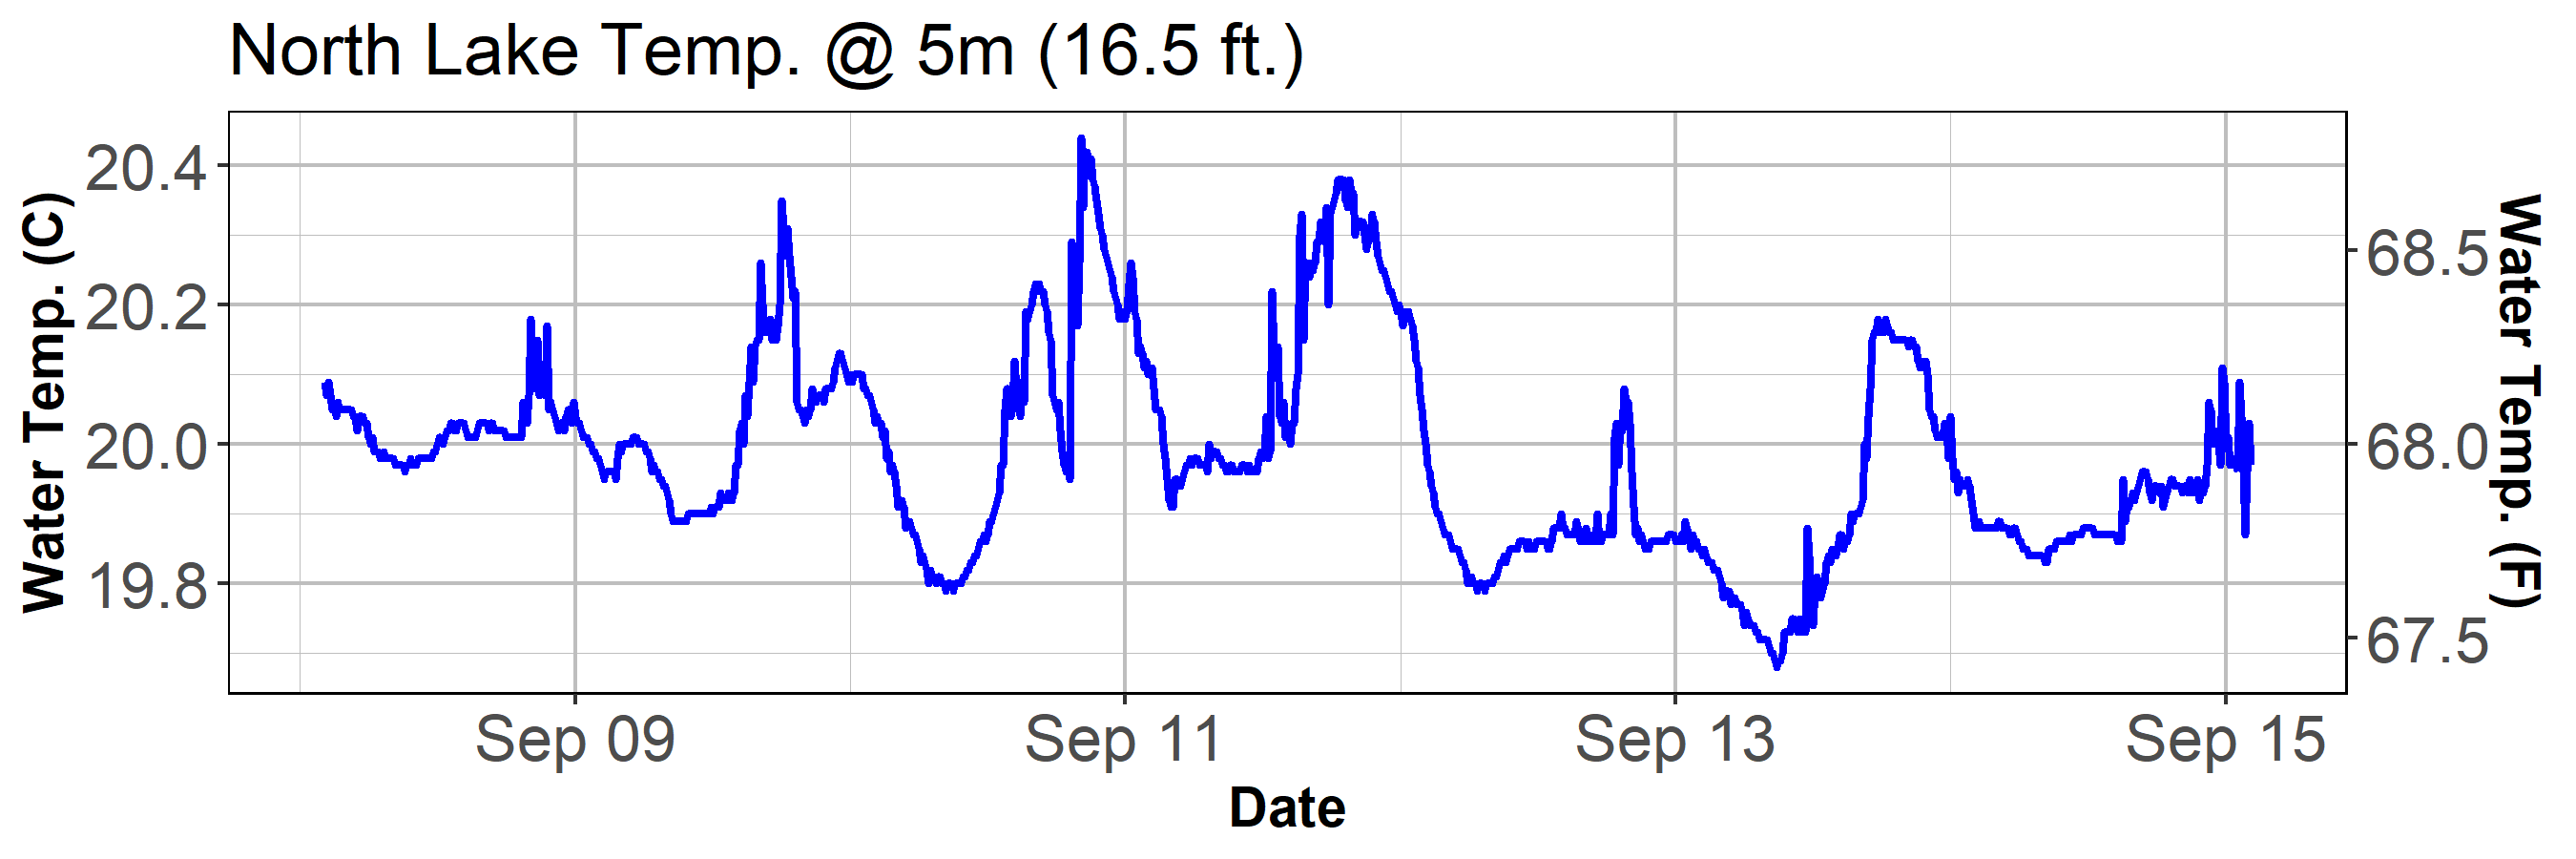 North Lake Temp. @ 5m (16.5 ft.)
Water Temp. (C)
20.4
20.2
20.0
19.8
68.5
68.0
67.5
Water Temp. (F)
Sep 09
Sep 11
Sep 13
Sep 15
Date